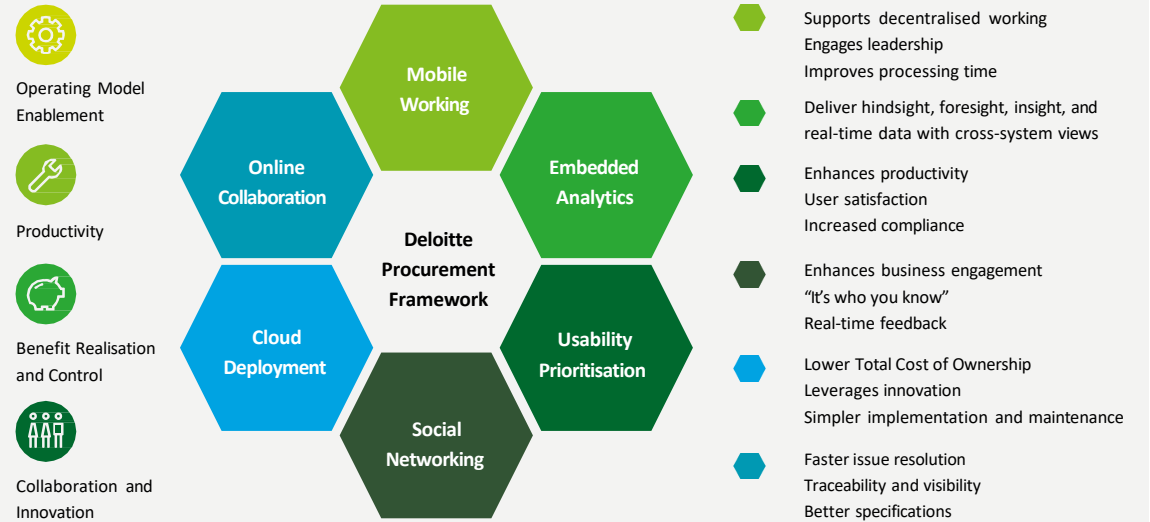 Operating Model
Enablement
Productivity
Benefit Realisation
and Control
Collaboration and
Innovation
Mobile
Working
Online
Collaboration
Embedded
Analytics
Deloitte
Procurement
Framework
Cloud
Deployment
Usability
Prioritisation
Social
Networking
Supports decentralised working
Engages leadership
Improves processing time
Deliver hindsight, foresight, insight, and
real-time data with cross-system views
Enhances productivity
User satisfaction
Increased compliance
Enhances business engagement
“It’s who you know”
Real-time feedback
Lower Total Cost of Ownership
Leverages innovation
Simpler implementation and maintenance
Faster issue resolution
Traceability and visibility
Better specifications